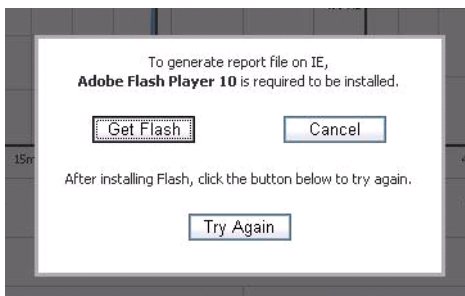 To generate report file on IE,
Adobe Flash Player 10 is required to be installed.
Get Flash
Cancel
After installing Flash, click the button below to try again.
Try Again